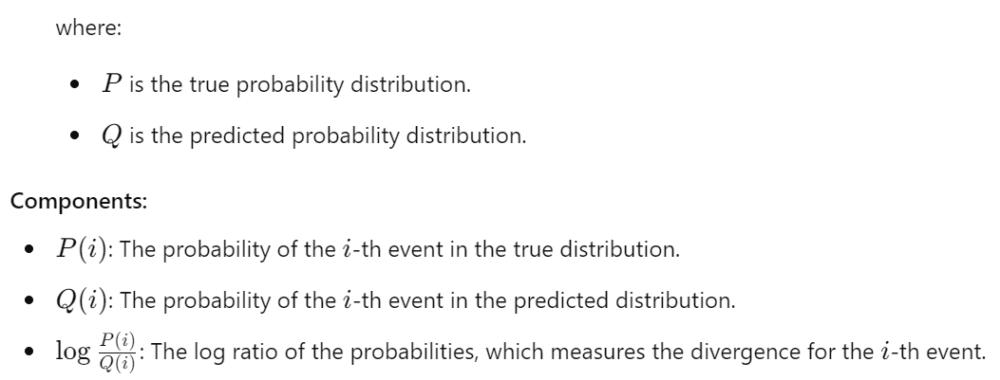 where:
• P is the true probability distribution.
• Q is the predicted probability distribution.
Components:
• P(i): The probability of the i-th event in the true distribution.
• Q(i): The probability of the i-th event in the predicted distribution.
• log P(i)/Q(i): The log ratio of the probabilities, which measures the divergence for the i-th event.